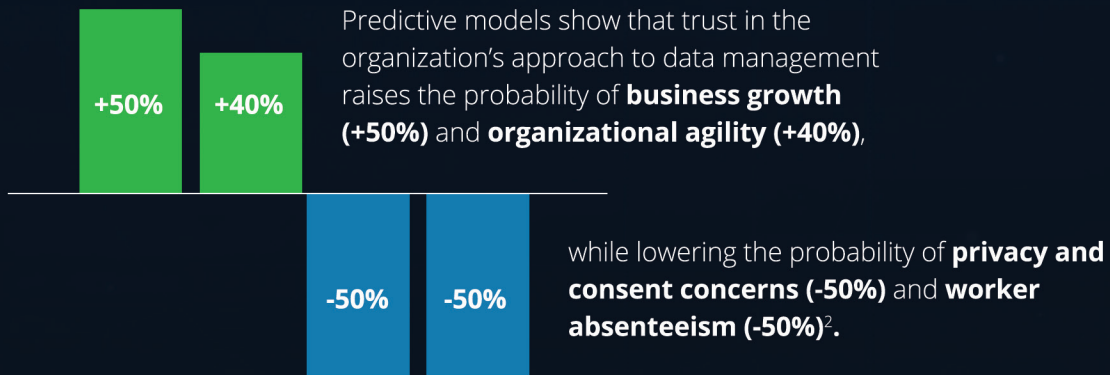 +50%
+40%
Predictive models show that trust in the
organization’s approach to data management
raises the probability of business growth
(+50%) and organizational agility (+40%),
-50%
-50%
while lowering the probability of privacy and
consent concerns (-50%) and worker
absenteeism (-50%)².